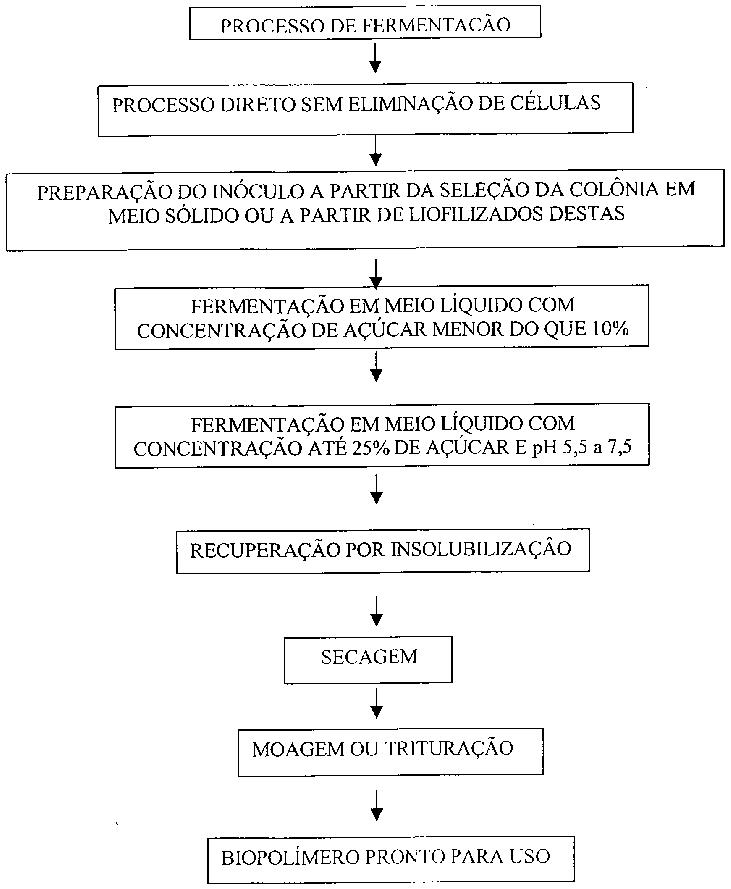 PROCESSO DE FERMENTAÇÃO
PROCESSO DIRETO SEM ELIMINAÇÃO DE CÉLULAS
PREPARAÇÃO DO INÓCULO A PARTIR DA SELEÇÃO DA COLÔNIA EM
MEIO SÓLIDO OU A PARTIR DE LIOFILIZADOS DESTAS
FERMENTAÇÃO EM MEIO LÍQUIDO COM
CONCENTRAÇÃO DE AÇÚCAR MENOR DO QUE 10%
FERMENTAÇÃO EM MEIO LÍQUIDO COM
CONCENTRAÇÃO ATÉ 25% DE AÇÚCAR E pH 5,5 a 7,5
RECUPERAÇÃO POR INSOLUBILIZAÇÃO
SECAGEM
MOAGEM OU TRITURAÇÃO
BIOPOLÍMERO PRONTO PARA USO